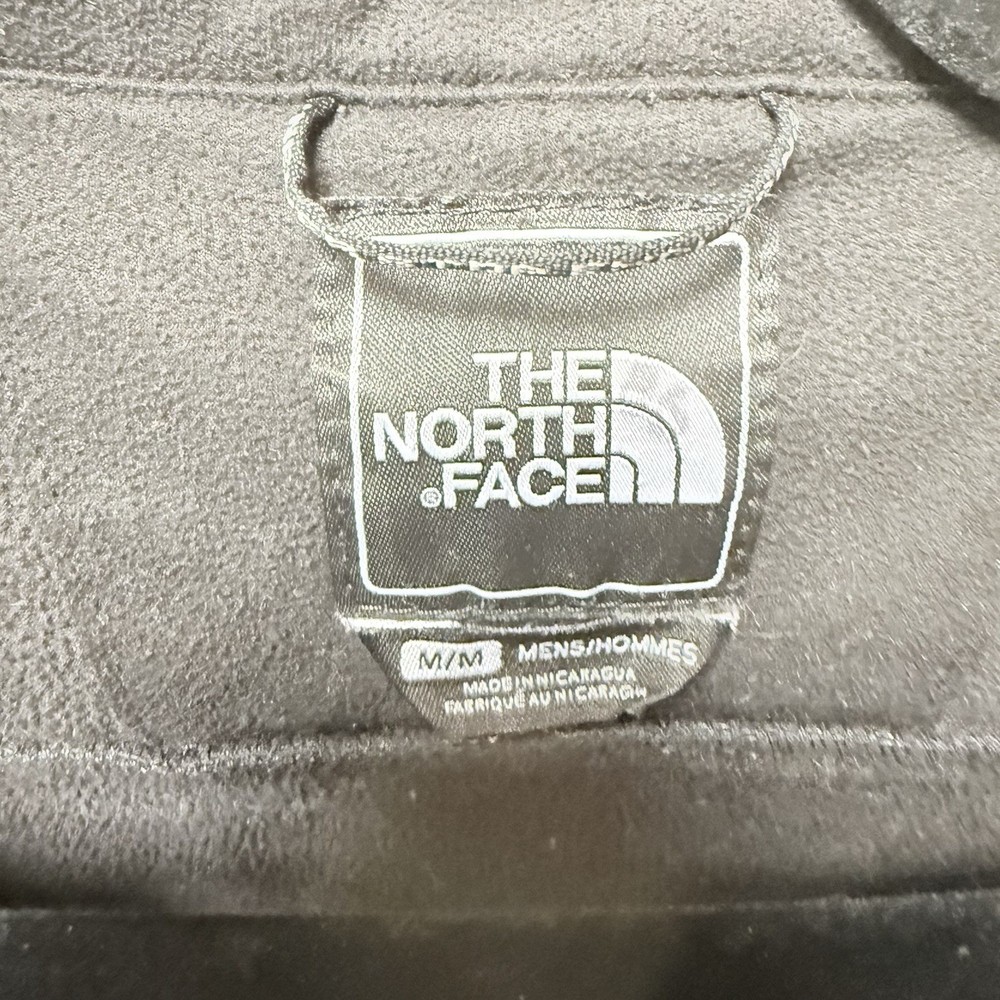 THE
NORTH
®FACE
M/M MENS/HOMMES
MADE IN NICARAGUA
FABRIQUÉ AU NICARAGUA